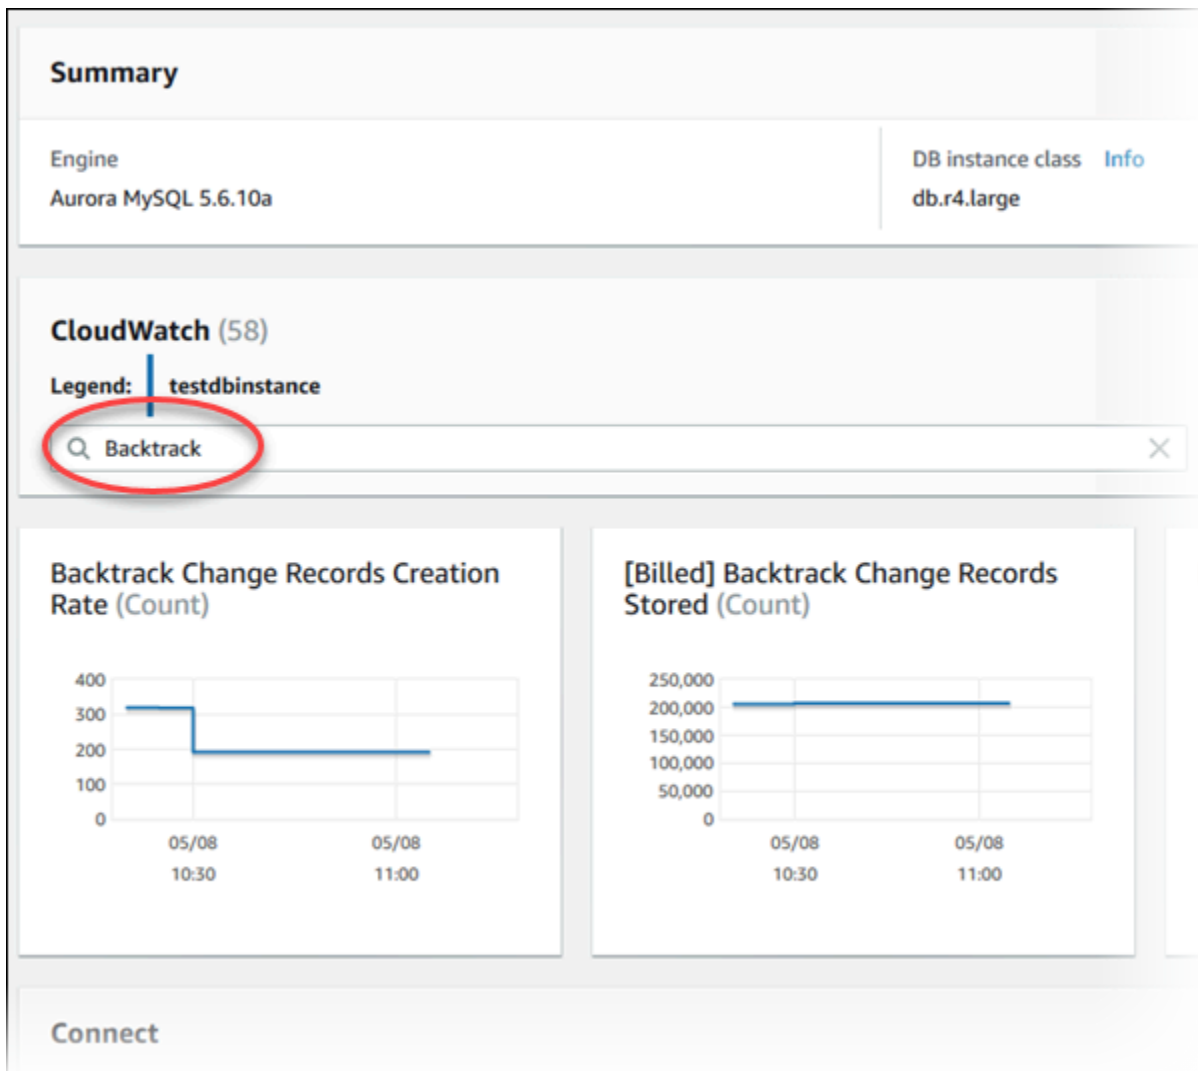 Summary
Engine
Aurora MySQL 5.6.10a
DB instance class Info
db.r4.large
CloudWatch (58)
Legend: testdbinstance
Backtrack
Backtrack Change Records Creation
Rate (Count)
400
300
200
100
0
05/08 05/08
10:30 11:00
[Billed] Backtrack Change Records
Stored (Count)
250,000
200,000
150,000
100,000
50,000
0
05/08 05/08
10:30 11:00
Connect